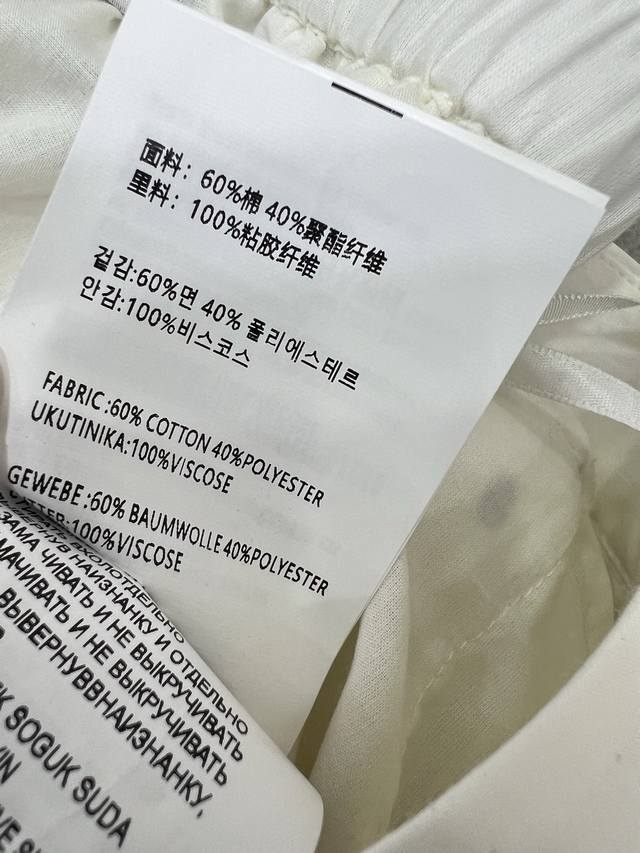 面料：60%棉 40%聚酯纤维
里料：100%粘胶纤维
겉감:60%면 40% 폴리에스테르
안감:100%비스코스
FABRIC :60% COTTON 40%POLYESTER
UKUTINIKA:100%VISCOSE
GEWEBE :60% BAUMWOLLE 40%POLYESTER
:100%VISCOSE
НАИЗНАНКУ И ОТДЕЛЬНО
ЗАМА ЧИВАТЬ И НЕ ВЫКРУЧИВАТЬ
МАЧИВАТЬ И НЕ ВЫКРУЧИВАТЬ
ВЫВЕРНУВВНАИЗНАНКУ,
SOGUK SUDA